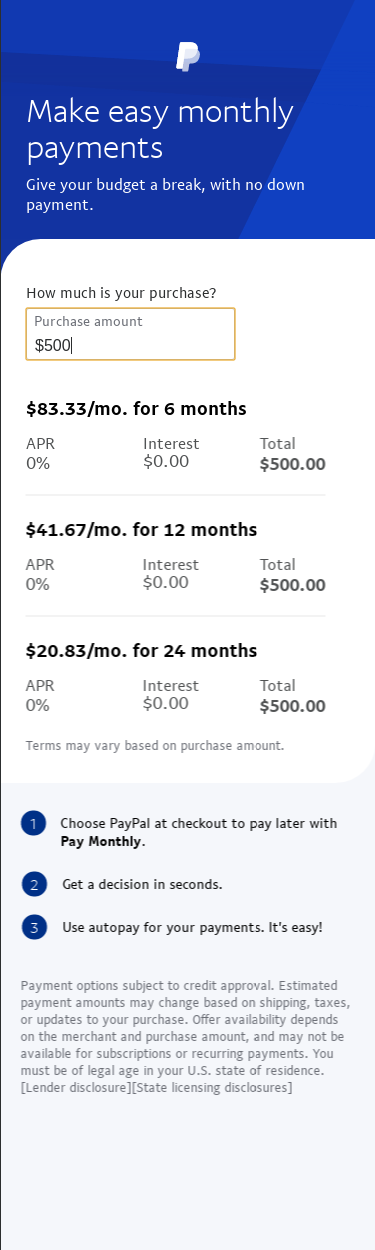 Make easy monthly
payments
Give your budget a break, with no down
payment.
How much is your purchase?
Purchase amount
$500
$83.33/mo. for 6 months
APR Interest Total
0% $0.00 $500.00
$41.67/mo. for 12 months
APR Interest Total
0% $0.00 $500.00
$20.83/mo. for 24 months
APR Interest Total
0% $0.00 $500.00
Terms may vary based on purchase amount.
1 Choose PayPal at checkout to pay later with
Pay Monthly.
2 Get a decision in seconds.
3 Use autopay for your payments. It's easy!
Payment options subject to credit approval. Estimated
payment amounts may change based on shipping, taxes,
or updates to your purchase. Offer availability depends
on the merchant and purchase amount, and may not be
available for subscriptions or recurring payments. You
must be of legal age in your U.S. state of residence.
[Lender disclosure][State licensing disclosures]